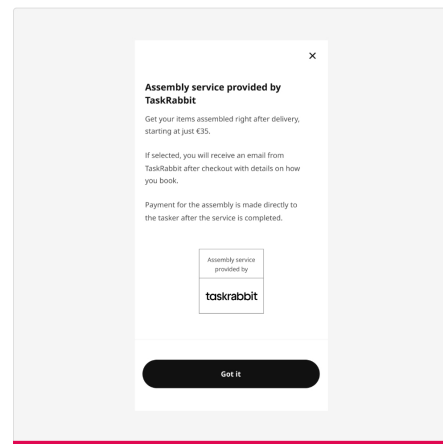 Assembly service provided by
TaskRabbit
Get your items assembled right after delivery,
starting at just €35.
If selected, you will receive an email from
TaskRabbit after checkout with details on how
you book.
Payment for the assembly is made directly to
the tasker after the service is completed.
Assembly service
provided by
taskrabbit
Got it